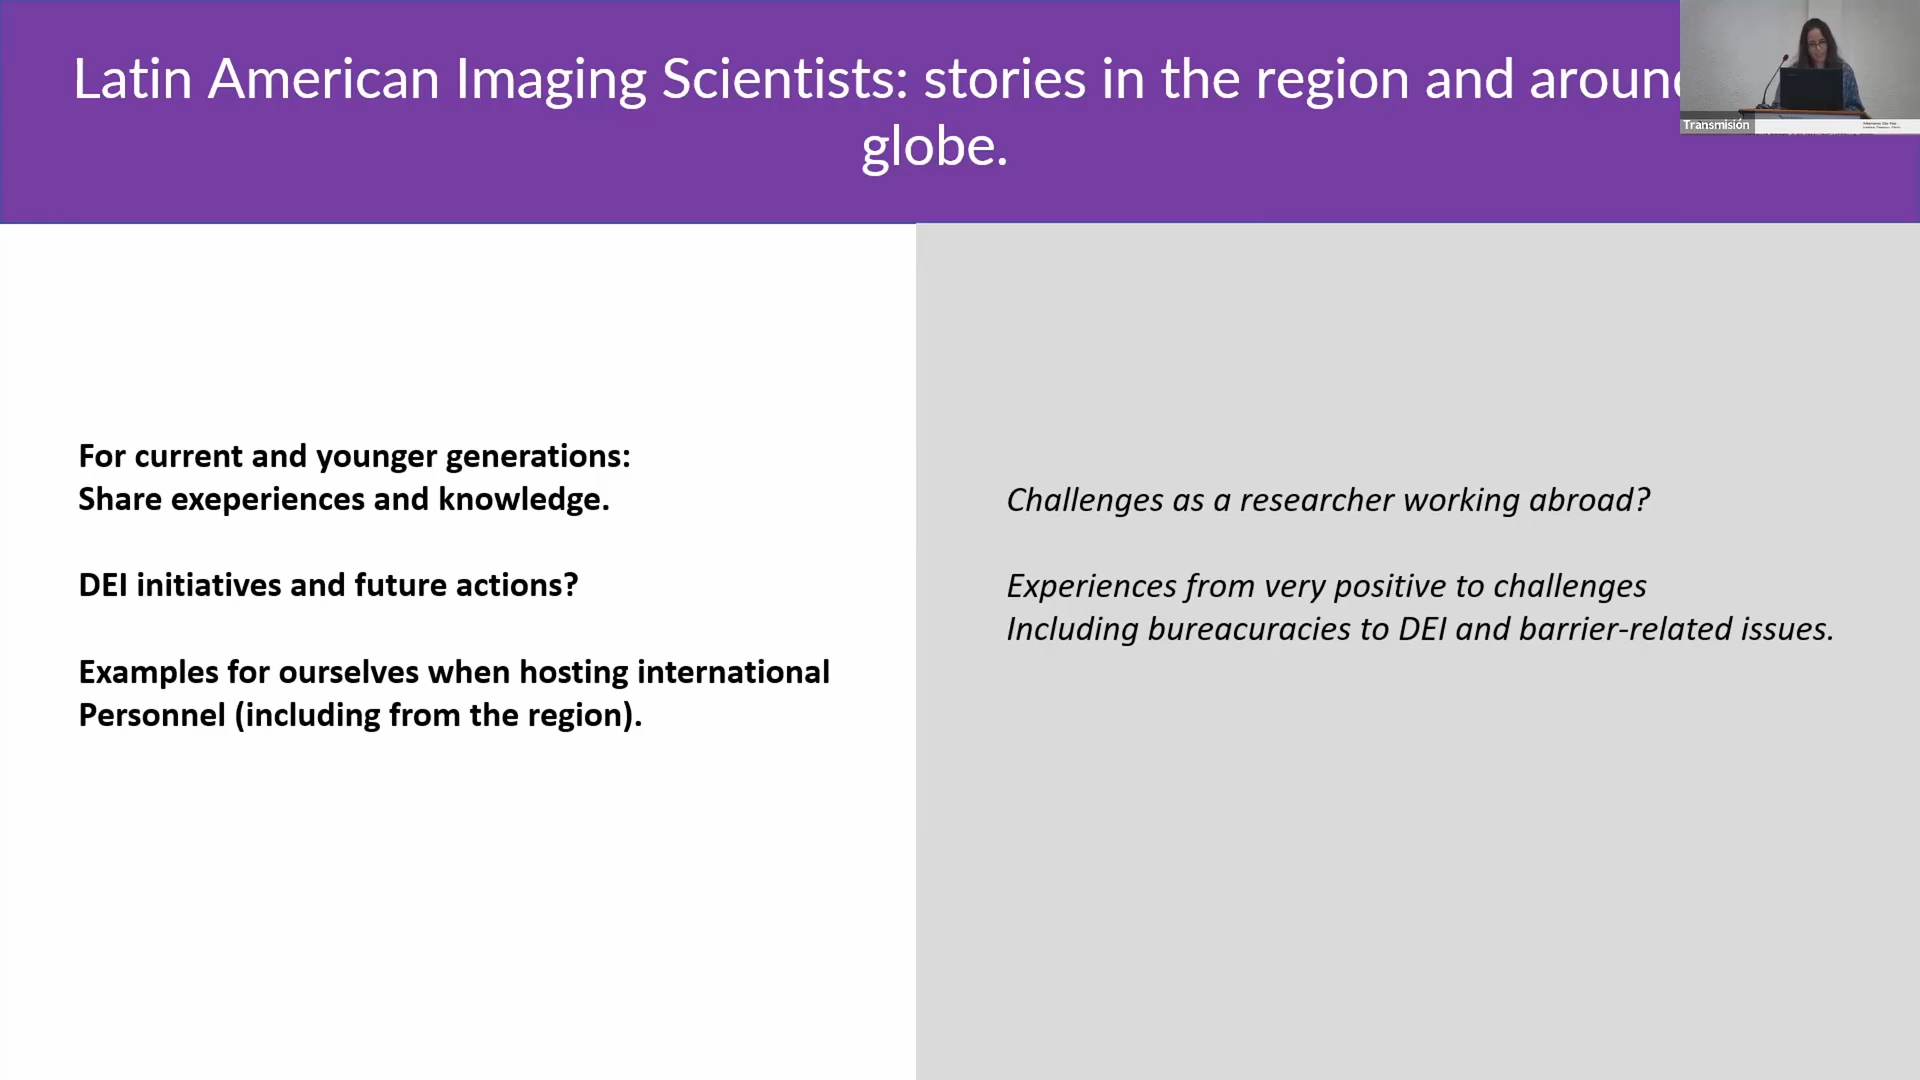 Latin American Imaging Scientists: stories in the region and aroun
globe.
Transmisión
For current and younger generations:
Share exeperiences and knowledge.
DEI initiatives and future actions?
Examples for ourselves when hosting international
Personnel (including from the region).
Challenges as a researcher working abroad?
Experiences from very positive to challenges
Including bureacuracies to DEI and barrier-related issues.